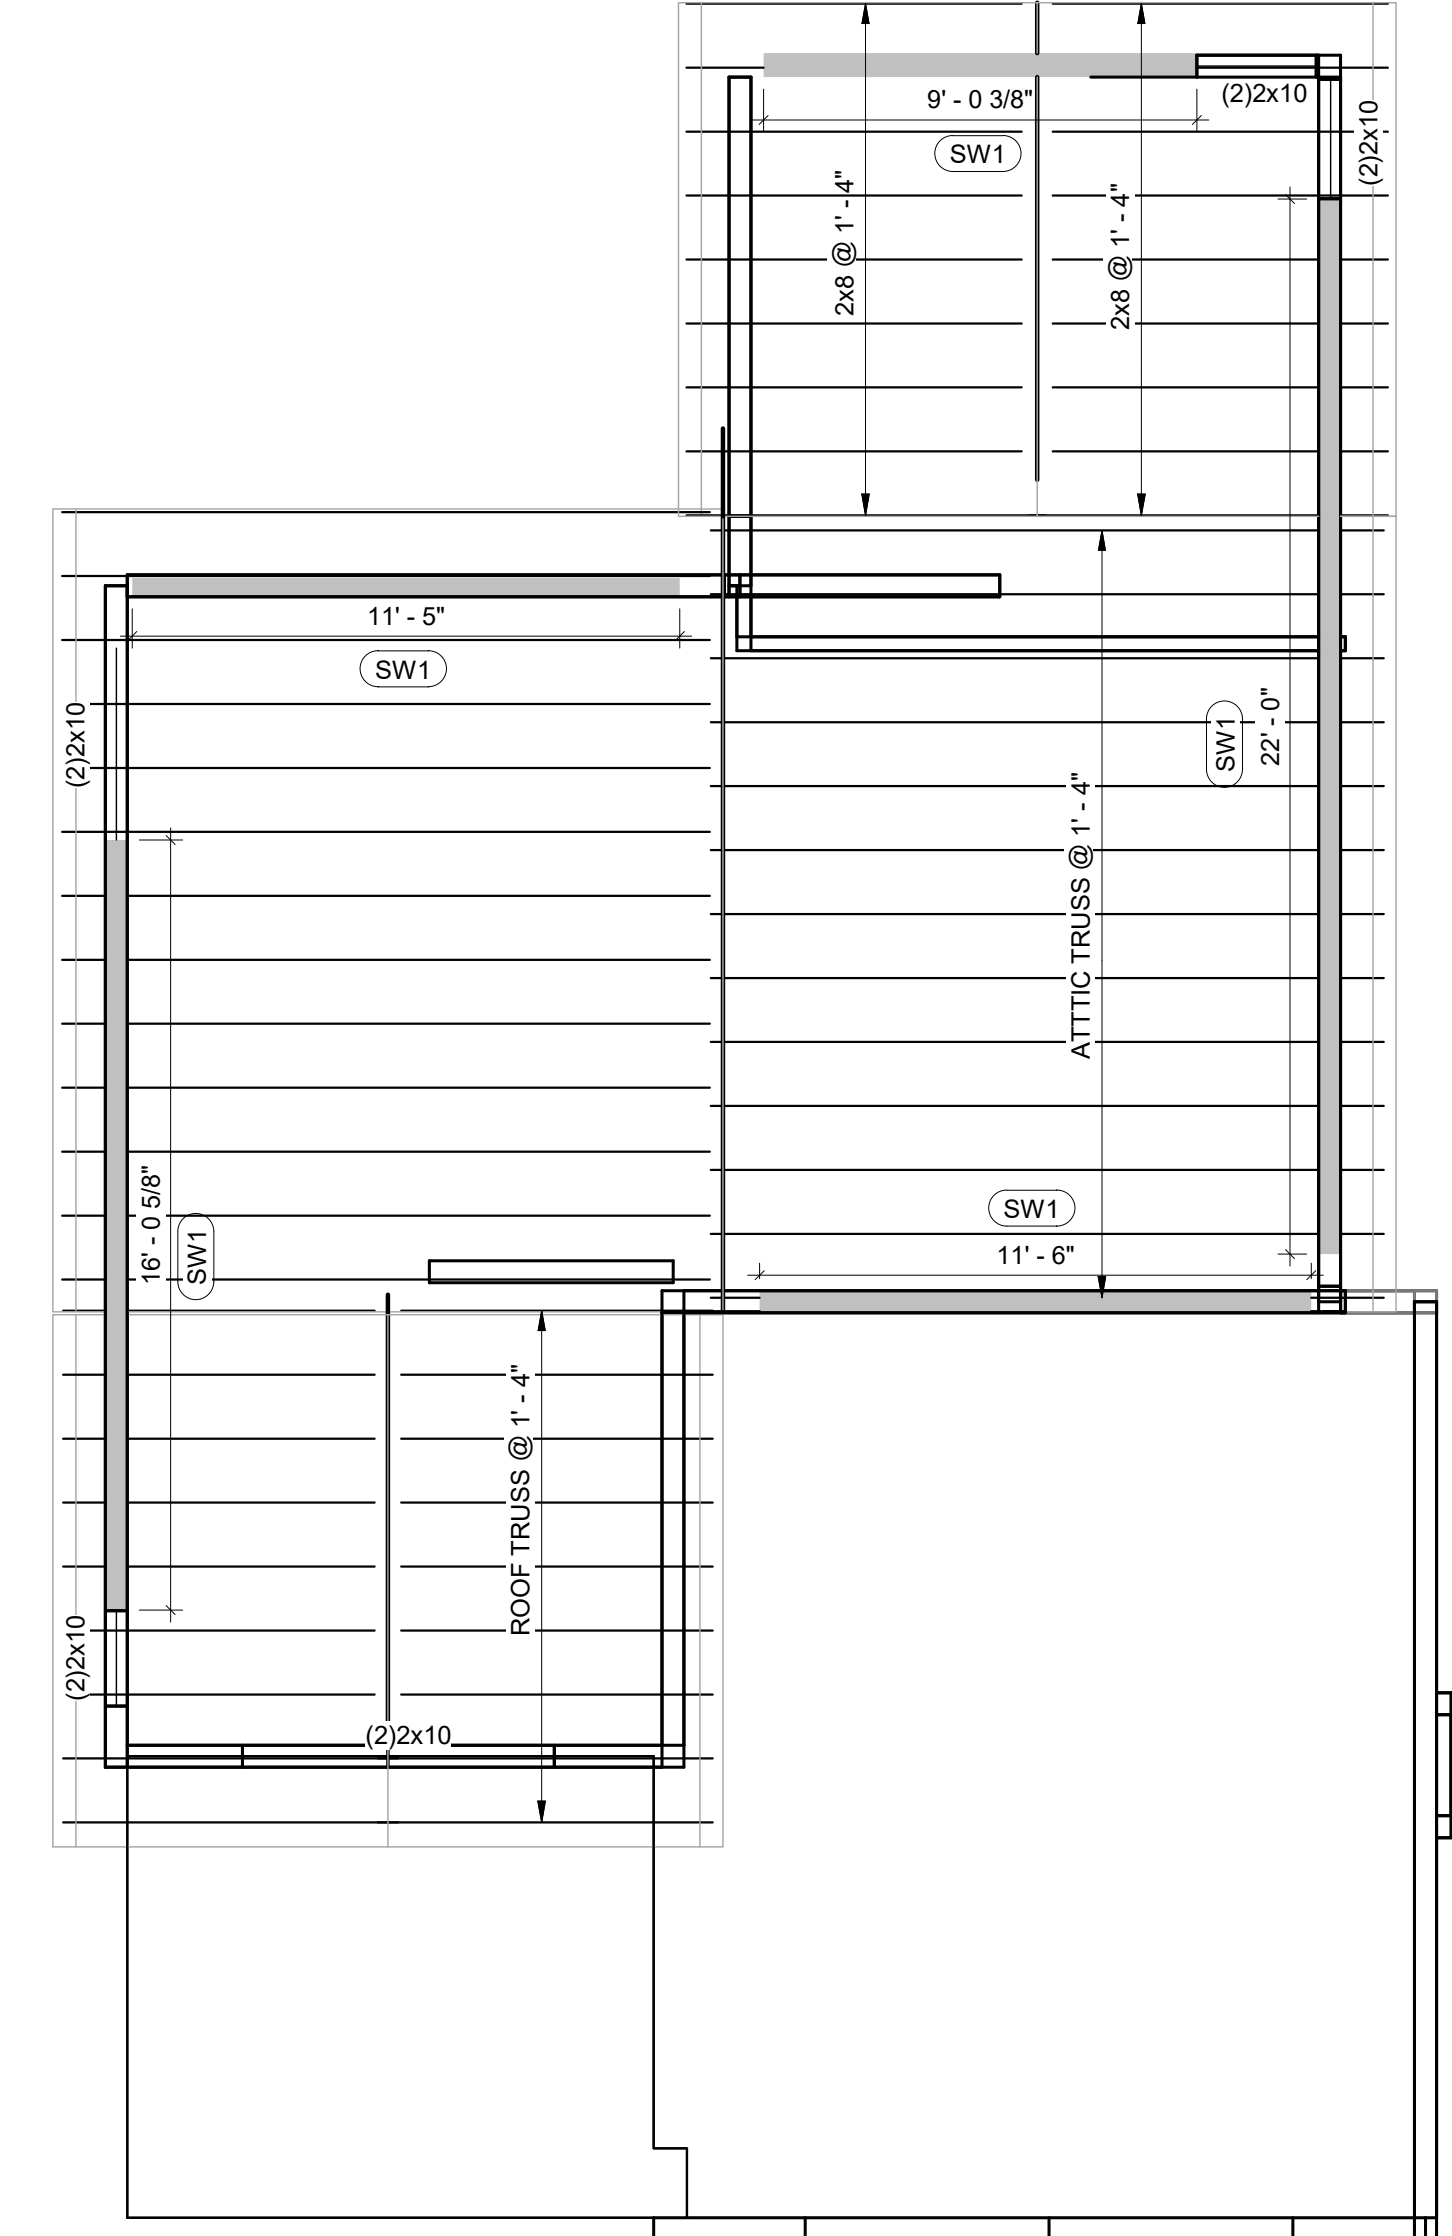 9' - 0 3/8"
(2)2x10
(2)2x10
SW1
2x8 @ 1' - 4"
2x8 @ 1' - 4"
11' - 5"
SW1
(2)2x10
SW1
22' - 0"
ATTTIC TRUSS @ 1' - 4"
16' - 0 5/8"
SW1
SW1
11' - 6"
ROOF TRUSS @ 1' - 4"
(2)2x10
(2)2x10